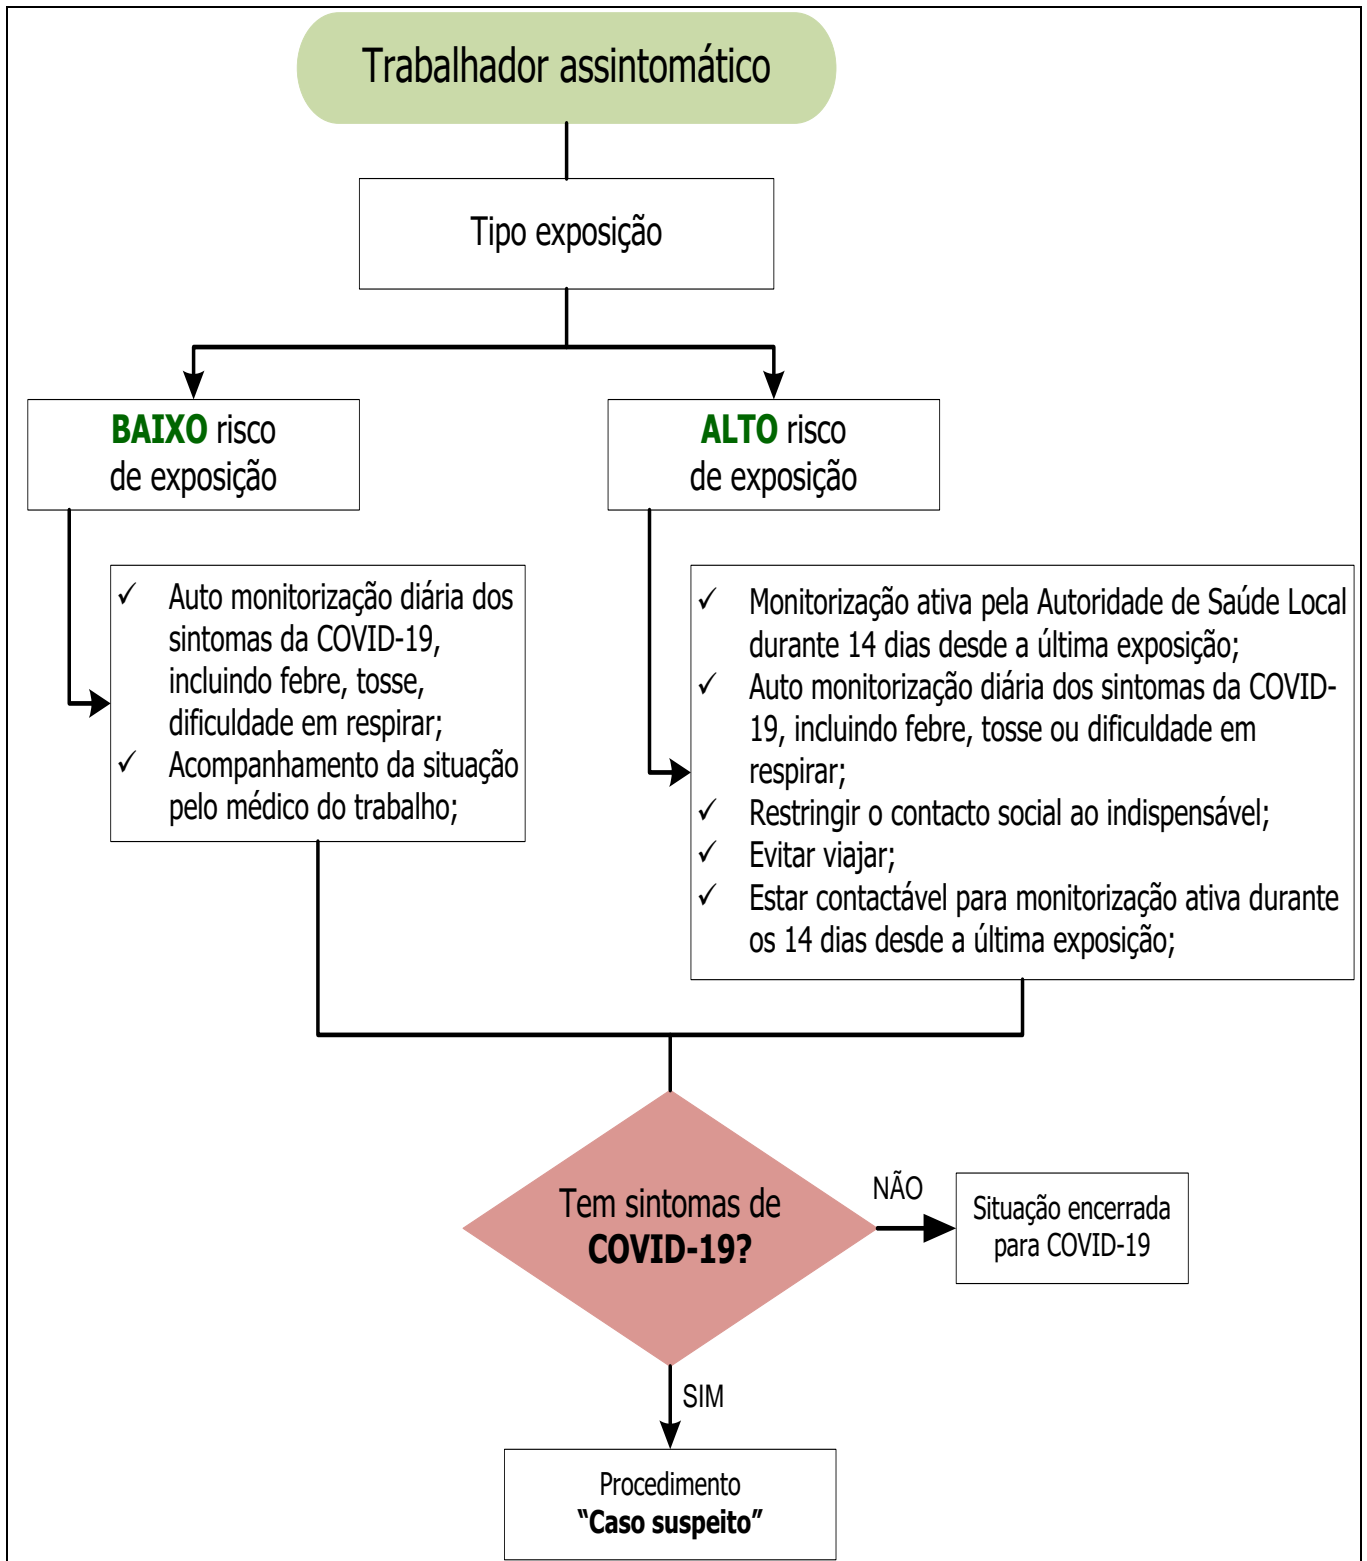 Trabalhador assintomático
Tipo exposição
BAIXO risco
de exposição
ALTO risco
de exposição
✓ Auto monitorização diária dos
sintomas da COVID-19,
incluindo febre, tosse,
dificuldade em respirar;
✓ Acompanhamento da situação
pelo médico do trabalho;
✓ Monitorização ativa pela Autoridade de Saúde Local
durante 14 dias desde a última exposição;
✓ Auto monitorização diária dos sintomas da COVID-
19, incluindo febre, tosse ou dificuldade em
respirar;
✓ Restringir o contacto social ao indispensável;
✓ Evitar viajar;
✓ Estar contactável para monitorização ativa durante
os 14 dias desde a última exposição;
Tem sintomas de
COVID-19?
NÃO
Situação encerrada
para COVID-19
SIM
Procedimento
“Caso suspeito”